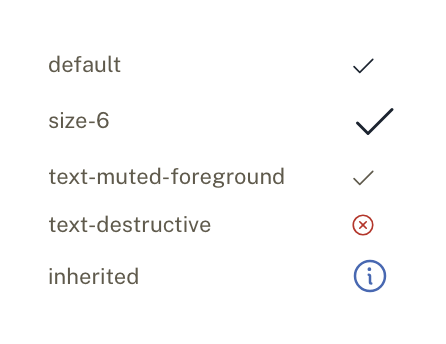 default
size-6
text-muted-foreground
text-destructive
inherited